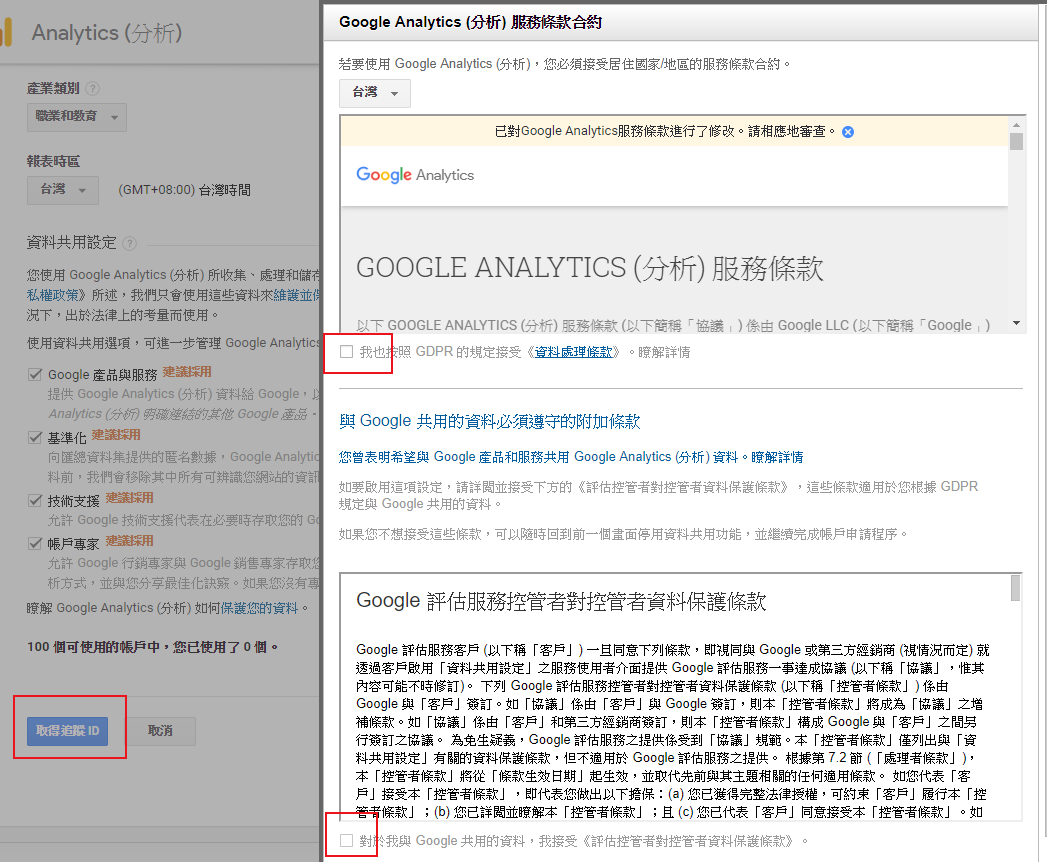 Analytics (分析)
產業類別 ?
職業和教育
報表時區
台灣 (GMT+08:00) 台灣時間
資料共用設定 ?
您使用 Google Analytics (分析) 所收集、處理和儲存
私權政策》所述，我們只會使用這些資料來維護並保
況下，出於法律上的考量而使用。
使用資料共用選項，可進一步管理 Google Analytics
Google 產品與服務 建議採用
提供 Google Analytics (分析) 資料給 Google，以
Analytics (分析) 明確連結的其他 Google 產品。
基準化 建議採用
向匯總資料集提供的匿名數據，Google Analytics
料前，我們會移除其中所有可辨識您網站的資訊
技術支援 建議採用
允許 Google 技術支援代表在必要時存取您的 Go
帳戶專家 建議採用
允許 Google 行銷專家與 Google 銷售專家存取您
析方式，並與您分享最佳化訣竅。如果您沒有專
瞭解 Google Analytics (分析) 如何保護您的資料。
100 個可使用的帳戶中，您已使用了 0 個。
取得追蹤 ID 取消
Google Analytics (分析) 服務條款合約
若要使用 Google Analytics (分析)，您必須接受居住國家/地區的服務條款合約。
台灣
已對Google Analytics服務條款進行了修改。請相應地審查。
Google Analytics
GOOGLE ANALYTICS (分析) 服務條款
以下 GOOGLE ANALYTICS (分析) 服務條款 (以下簡稱「協議」) 係由 Google LLC (以下簡稱「Google」)
我也按照 GDPR 的規定接受《資料處理條款》。瞭解詳情
與 Google 共用的資料必須遵守的附加條款
您曾表明希望與 Google 產品和服務共用 Google Analytics (分析) 資料。瞭解詳情
如要啟用這項設定，請詳閱並接受下方的《評估控管者對控管者資料保護條款》，這些條款適用於您根據 GDPR
規定與 Google 共用的資料。
如果您不想接受這些條款，可以隨時回到前一個畫面停用資料共用功能，並繼續完成帳戶申請程序。
Google 評估服務控管者對控管者資料保護條款
Google 評估服務客戶 (以下稱「客戶」) 一旦同意下列條款，即視同與 Google 或第三方經銷商 (視情況而定) 就
透過客戶啟用「資料共用設定」之服務使用者介面提供 Google 評估服務一事達成協議 (以下稱「協議」，惟其
內容可能不時修訂)。 下列 Google 評估服務控管者對控管者資料保護條款 (以下稱「控管者條款」) 係由
Google 與「客戶」簽訂。如「協議」係由「客戶」與 Google 簽訂，則本「控管者條款」將成為「協議」之增
補條款。如「協議」係由「客戶」和第三方經銷商簽訂，則本「控管者條款」構成 Google 與「客戶」之間另
行簽訂之協議。 為免生疑義，Google 評估服務之提供係受到「協議」規範。本「控管者條款」僅列出與「資
料共用設定」有關的資料保護條款，但不適用於 Google 評估服務之提供。 根據第 7.2 節 (「處理者條款」)，
本「控管者條款」將從「條款生效日期」起生效，並取代先前與其主題相關的任何適用條款。 如您代表「客
戶」接受本「控管者條款」，即代表您做出以下擔保：(a) 您已獲得完整法律授權，可約束「客戶」履行本「控
管者條款」；(b) 您已詳閱並瞭解本「控管者條款」；且 (c) 您已代表「客戶」同意接受本「控管者條款」。如
對於我與 Google 共用的資料，我接受《評估控管者對控管者資料保護條款》。